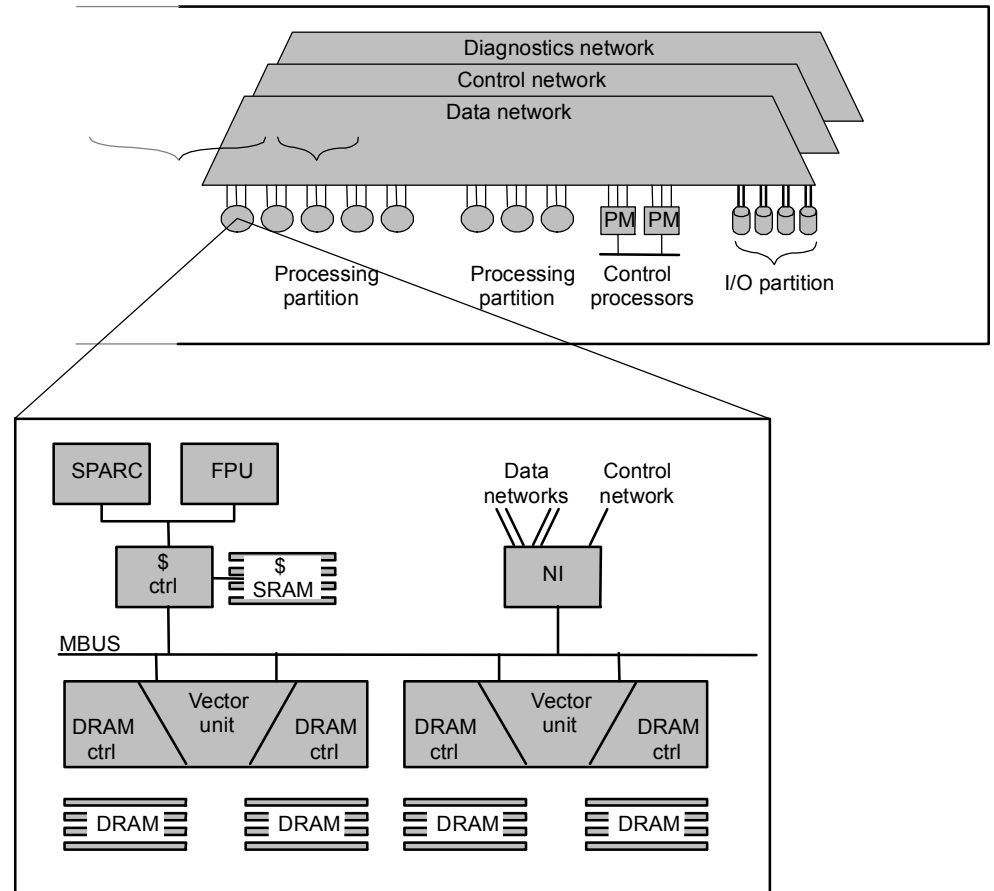 Diagnostics network
Control network
Data network
PM PM
Processing partition
Processing partition
Control processors
I/O partition
SPARC
FPU
Data networks
Control network
$ ctrl
$ SRAM
NI
MBUS
DRAM ctrl
Vector unit
DRAM ctrl
DRAM ctrl
Vector unit
DRAM ctrl
DRAM
DRAM
DRAM
DRAM